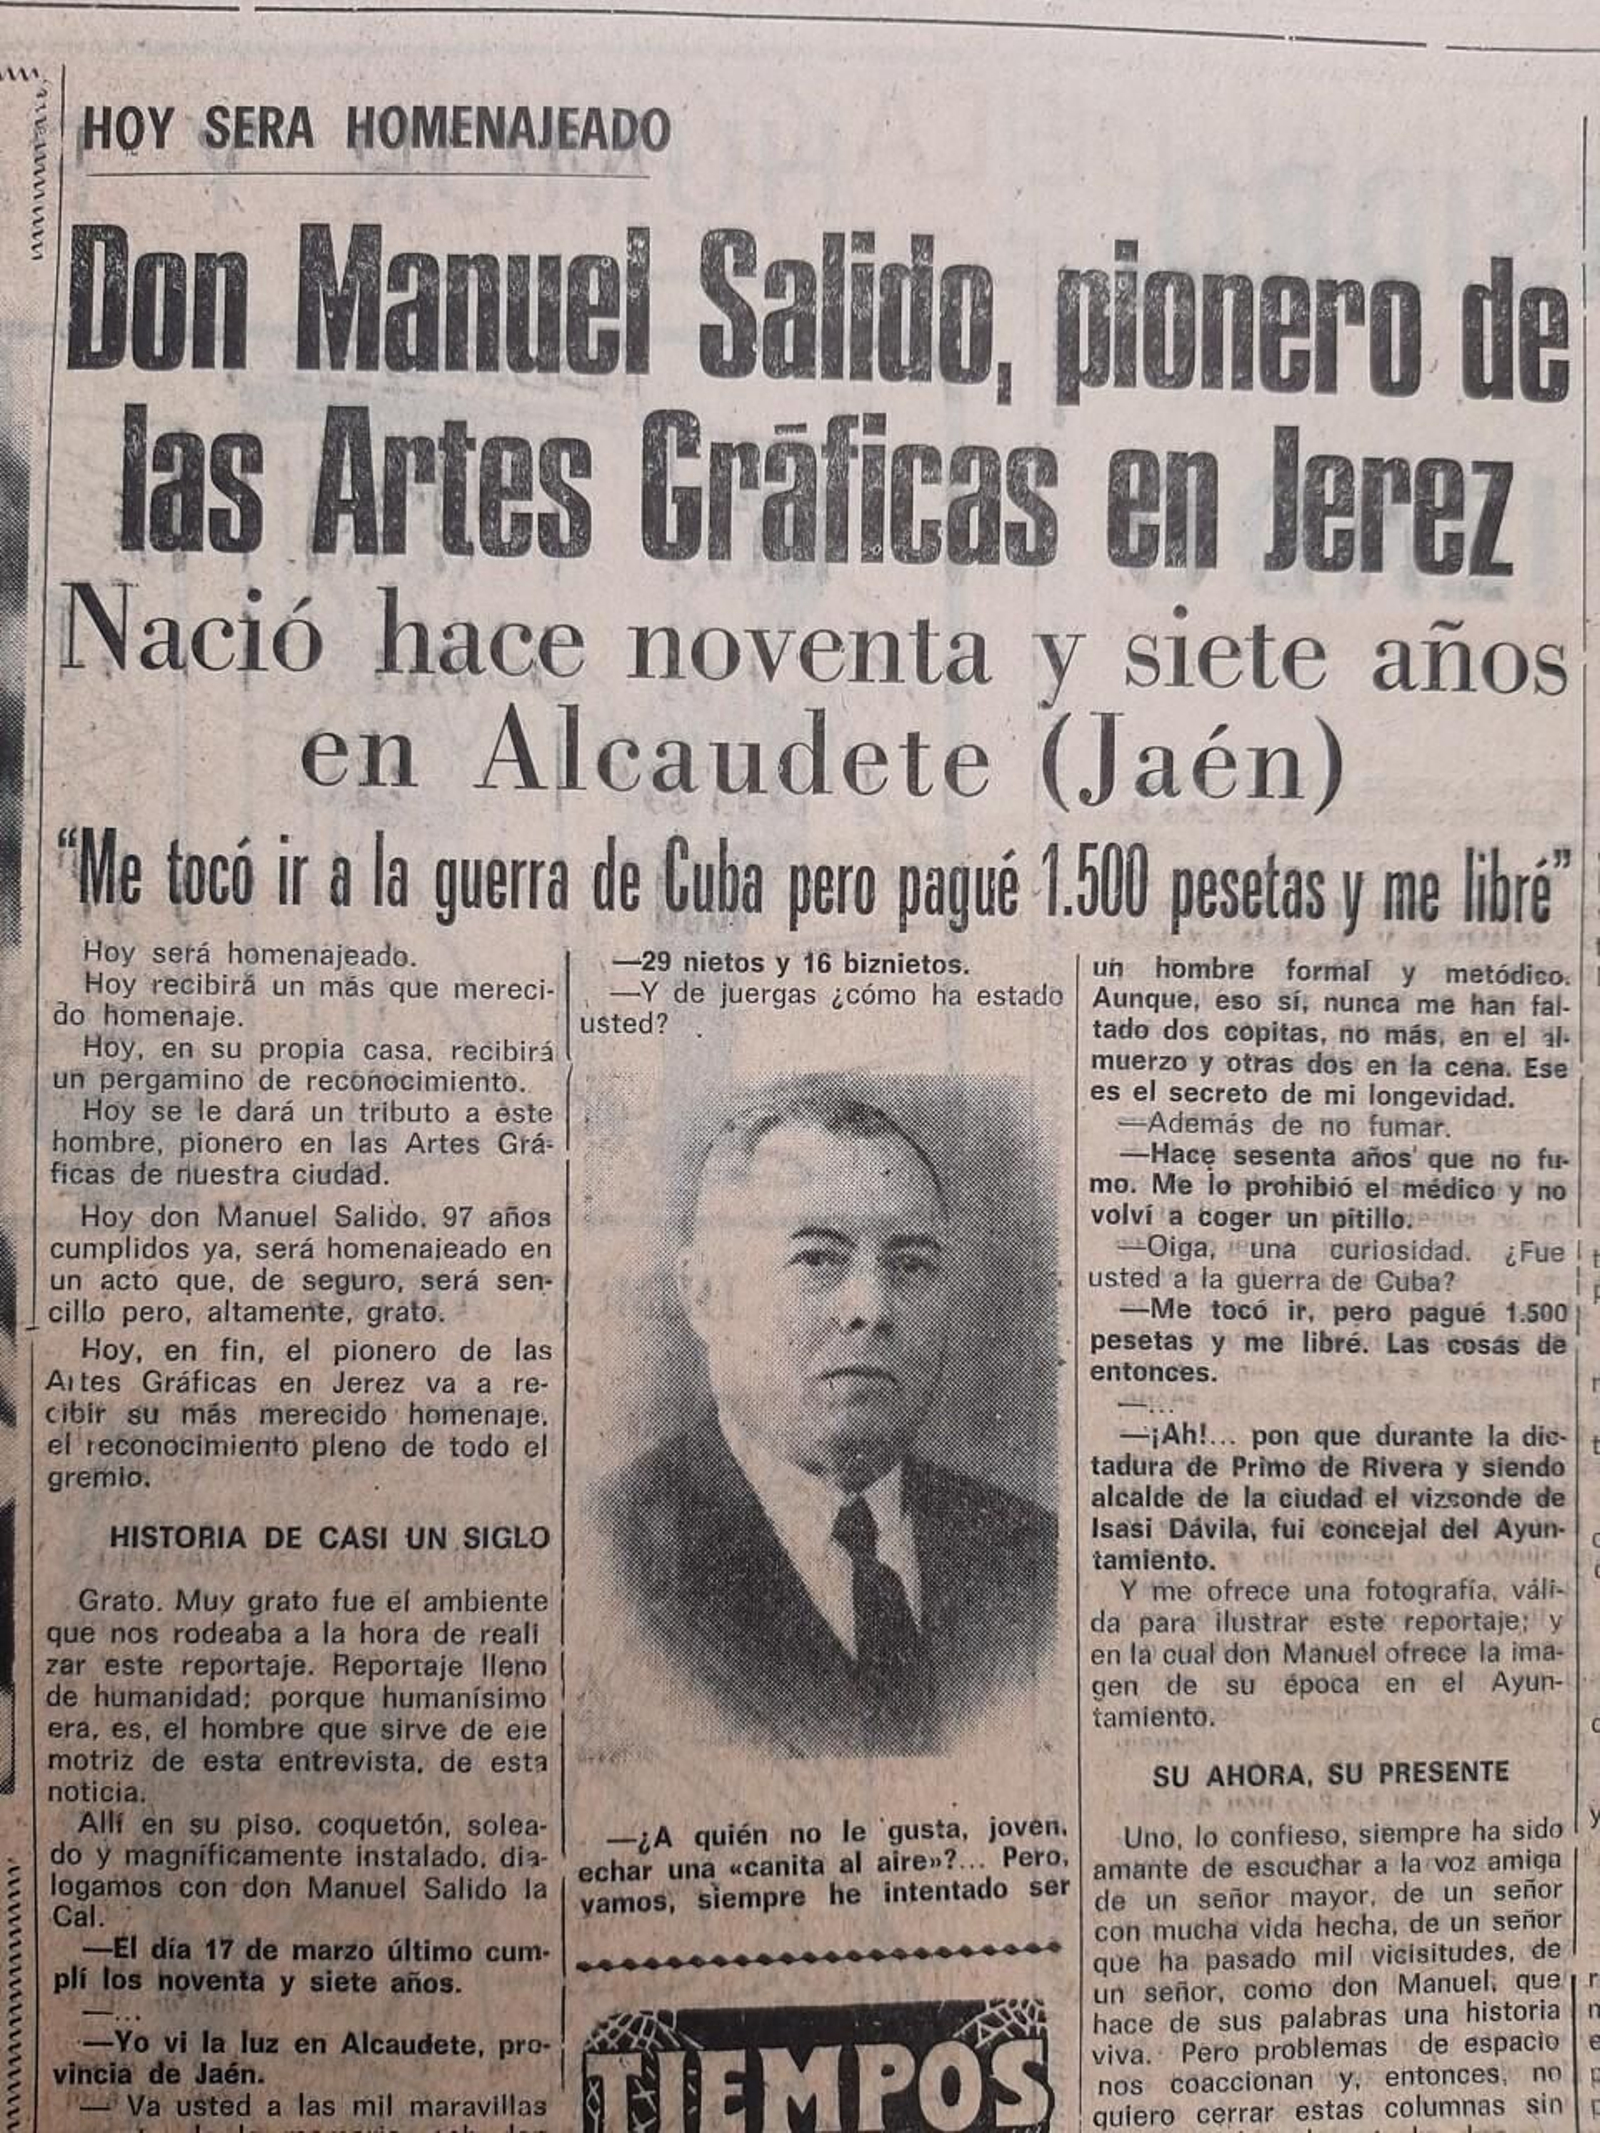 HOY SERA HOMENAJEADO
Don Manuel Salido, pionero de
las Artes Gráficas en Jerez
Nació hace noventa y siete años
en Alcaudete (Jaén)
"Me tocó ir a la guerra de Cuba pero pagué 1.500 pesetas y me libré"
Hoy será homenajeado.
Hoy recibirá un más que mereci-
do homenaje.
Hoy, en su propia casa, recibirá
un pergamino de reconocimiento.
Hoy se le dará un tributo a este
hombre, pionero en las Artes Grá-
ficas de nuestra ciudad.
Hoy don Manuel Salido, 97 años
cumplidos ya, será homenajeado en
un acto que, de seguro, será sen-
cillo pero, altamente, grato.
Hoy, en fin, el pionero de las
Artes Gráficas en Jerez va a re-
cibir su más merecido homenaje,
el reconocimiento pleno de todo el
gremio.
HISTORIA DE CASI UN SIGLO
Grato. Muy grato fue el ambiente
que nos rodeaba a la hora de reali
zar este reportaje. Reportaje lleno
de humanidad; porque humanísimo
era, es, el hombre que sirve de eje
motriz de esta entrevista, de esta
noticia.
Allí en su piso, coquetón, solea-
do y magníficamente instalado, dia-
logamos con don Manuel Salido la
Cal.
—El día 17 de marzo último cum-
plí los noventa y siete años.
—...
—Yo vi la luz en Alcaudete, pro-
vincia de Jaén.
— Va usted a las mil maravillas
—29 nietos y 16 biznietos.
—Y de juergas ¿cómo ha estado
usted?
—¿A quién no le gusta, joven,
echar una «canita al aire»?... Pero,
vamos, siempre he intentado ser
TIEMPOS
un hombre formal y metódico.
Aunque, eso sí, nunca me han fal-
tado dos copitas, no más, en el al-
muerzo y otras dos en la cena. Ese
es el secreto de mi longevidad.
—Además de no fumar.
—Hace sesenta años que no fu-
mo. Me lo prohibió el médico y no
volví a coger un pitillo.
—Oiga, una curiosidad. ¿Fue
usted a la guerra de Cuba?
—Me tocó ir, pero pagué 1.500
pesetas y me libré. Las cosas de
entonces.
—...
—¡Ah!... pon que durante la dic-
tadura de Primo de Rivera y siendo
alcalde de la ciudad el vizconde de
Isasi Dávila, fui concejal del Ayun-
tamiento.
Y me ofrece una fotografía, váli-
da para ilustrar este reportaje; y
en la cual don Manuel ofrece la ima-
gen de su época en el Ayun-
tamiento.
SU AHORA, SU PRESENTE
Uno, lo confieso, siempre ha sido
amante de escuchar a la voz amiga
de un señor mayor, de un señor
con mucha vida hecha, de un señor
que ha pasado mil vicisitudes, de
un señor, como don Manuel, que
hace de sus palabras una historia
viva. Pero problemas de espacio
nos coaccionan y, entonces, no
quiero cerrar estas columnas sin